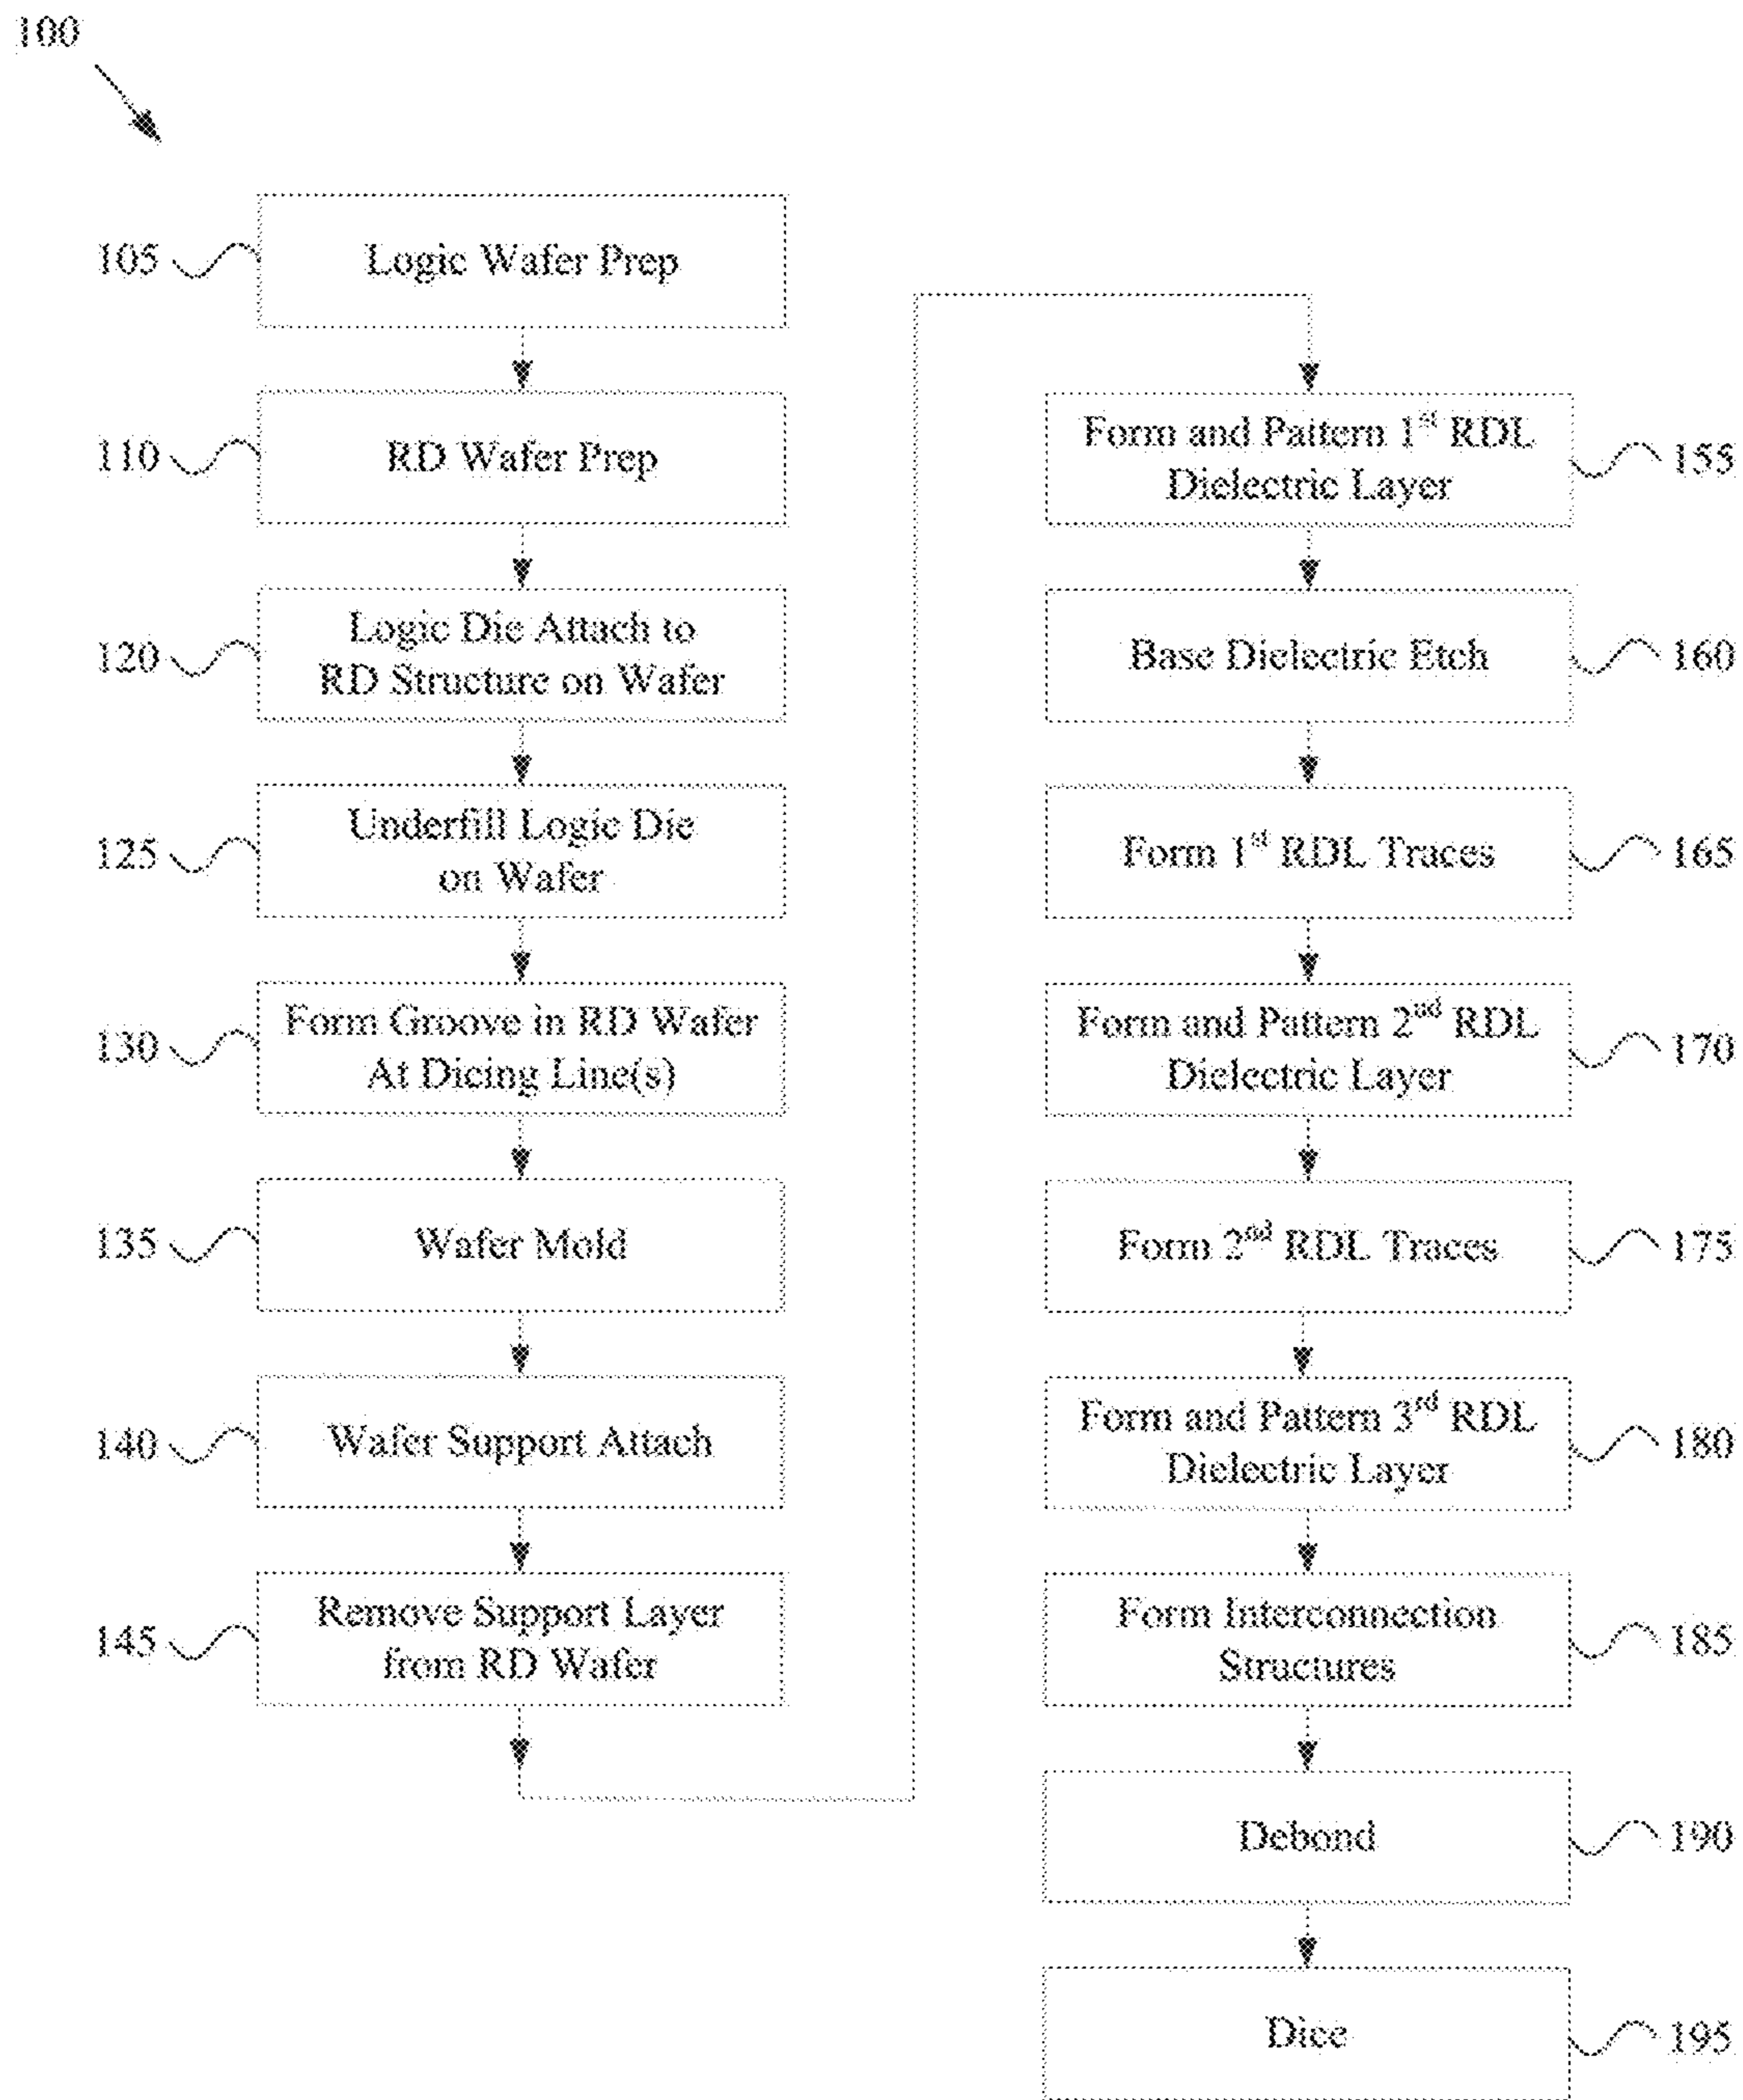 100
105
Logic Wafer Prep
110
RD Wafer Prep
120
Logic Die Attach to
RD Structure on Wafer
125
Underfill Logic Die
on Wafer
130
Form Groove in RD Wafer
At Dicing Line(s)
135
Wafer Mold
140
Wafer Support Attach
145
Remove Support Layer
from RD Wafer
Form and Pattern 1st RDL
Dielectric Layer
155
Base Dielectric Etch
160
Form 1st RDL Traces
165
Form and Pattern 2nd RDL
Dielectric Layer
170
Form 2nd RDL Traces
175
Form and Pattern 3rd RDL
Dielectric Layer
180
Form Interconnection
Structures
185
Debond
190
Dice
195